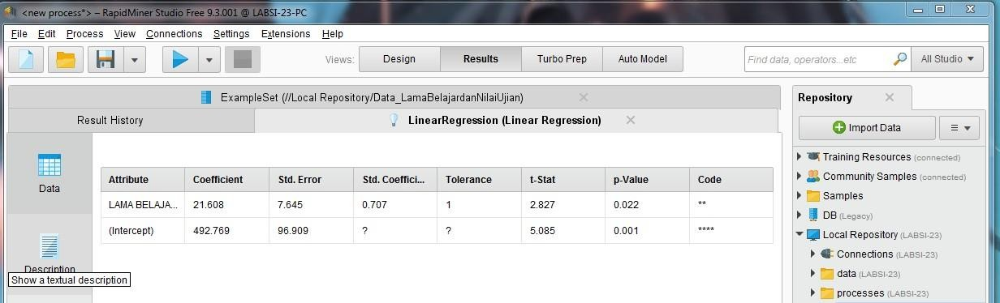 <new process*> – RapidMiner Studio Free 9.3.001 @ LABSI-23-PC
File Edit Process View Connections Settings Extensions Help
Views: Design Results Turbo Prep Auto Model Find data, operators...etc All Studio
ExampleSet (//Local Repository/Data_LamaBelajardanNilaiUjian)
Result History LinearRegression (Linear Regression)
Data
Description
Show a textual description
Attribute Coefficient Std. Error Std. Coeffici... Tolerance t-Stat p-Value Code
LAMA BELAJA... 21.608 7.645 0.707 1 2.827 0.022 **
(Intercept) 492.769 96.909 ? ? 5.085 0.001 ****
Repository
Import Data
Training Resources (connected)
Community Samples (connected)
Samples
DB (Legacy)
Local Repository (LABSI-23)
Connections (LABSI-23)
data (LABSI-23)
processes (LABSI-23)